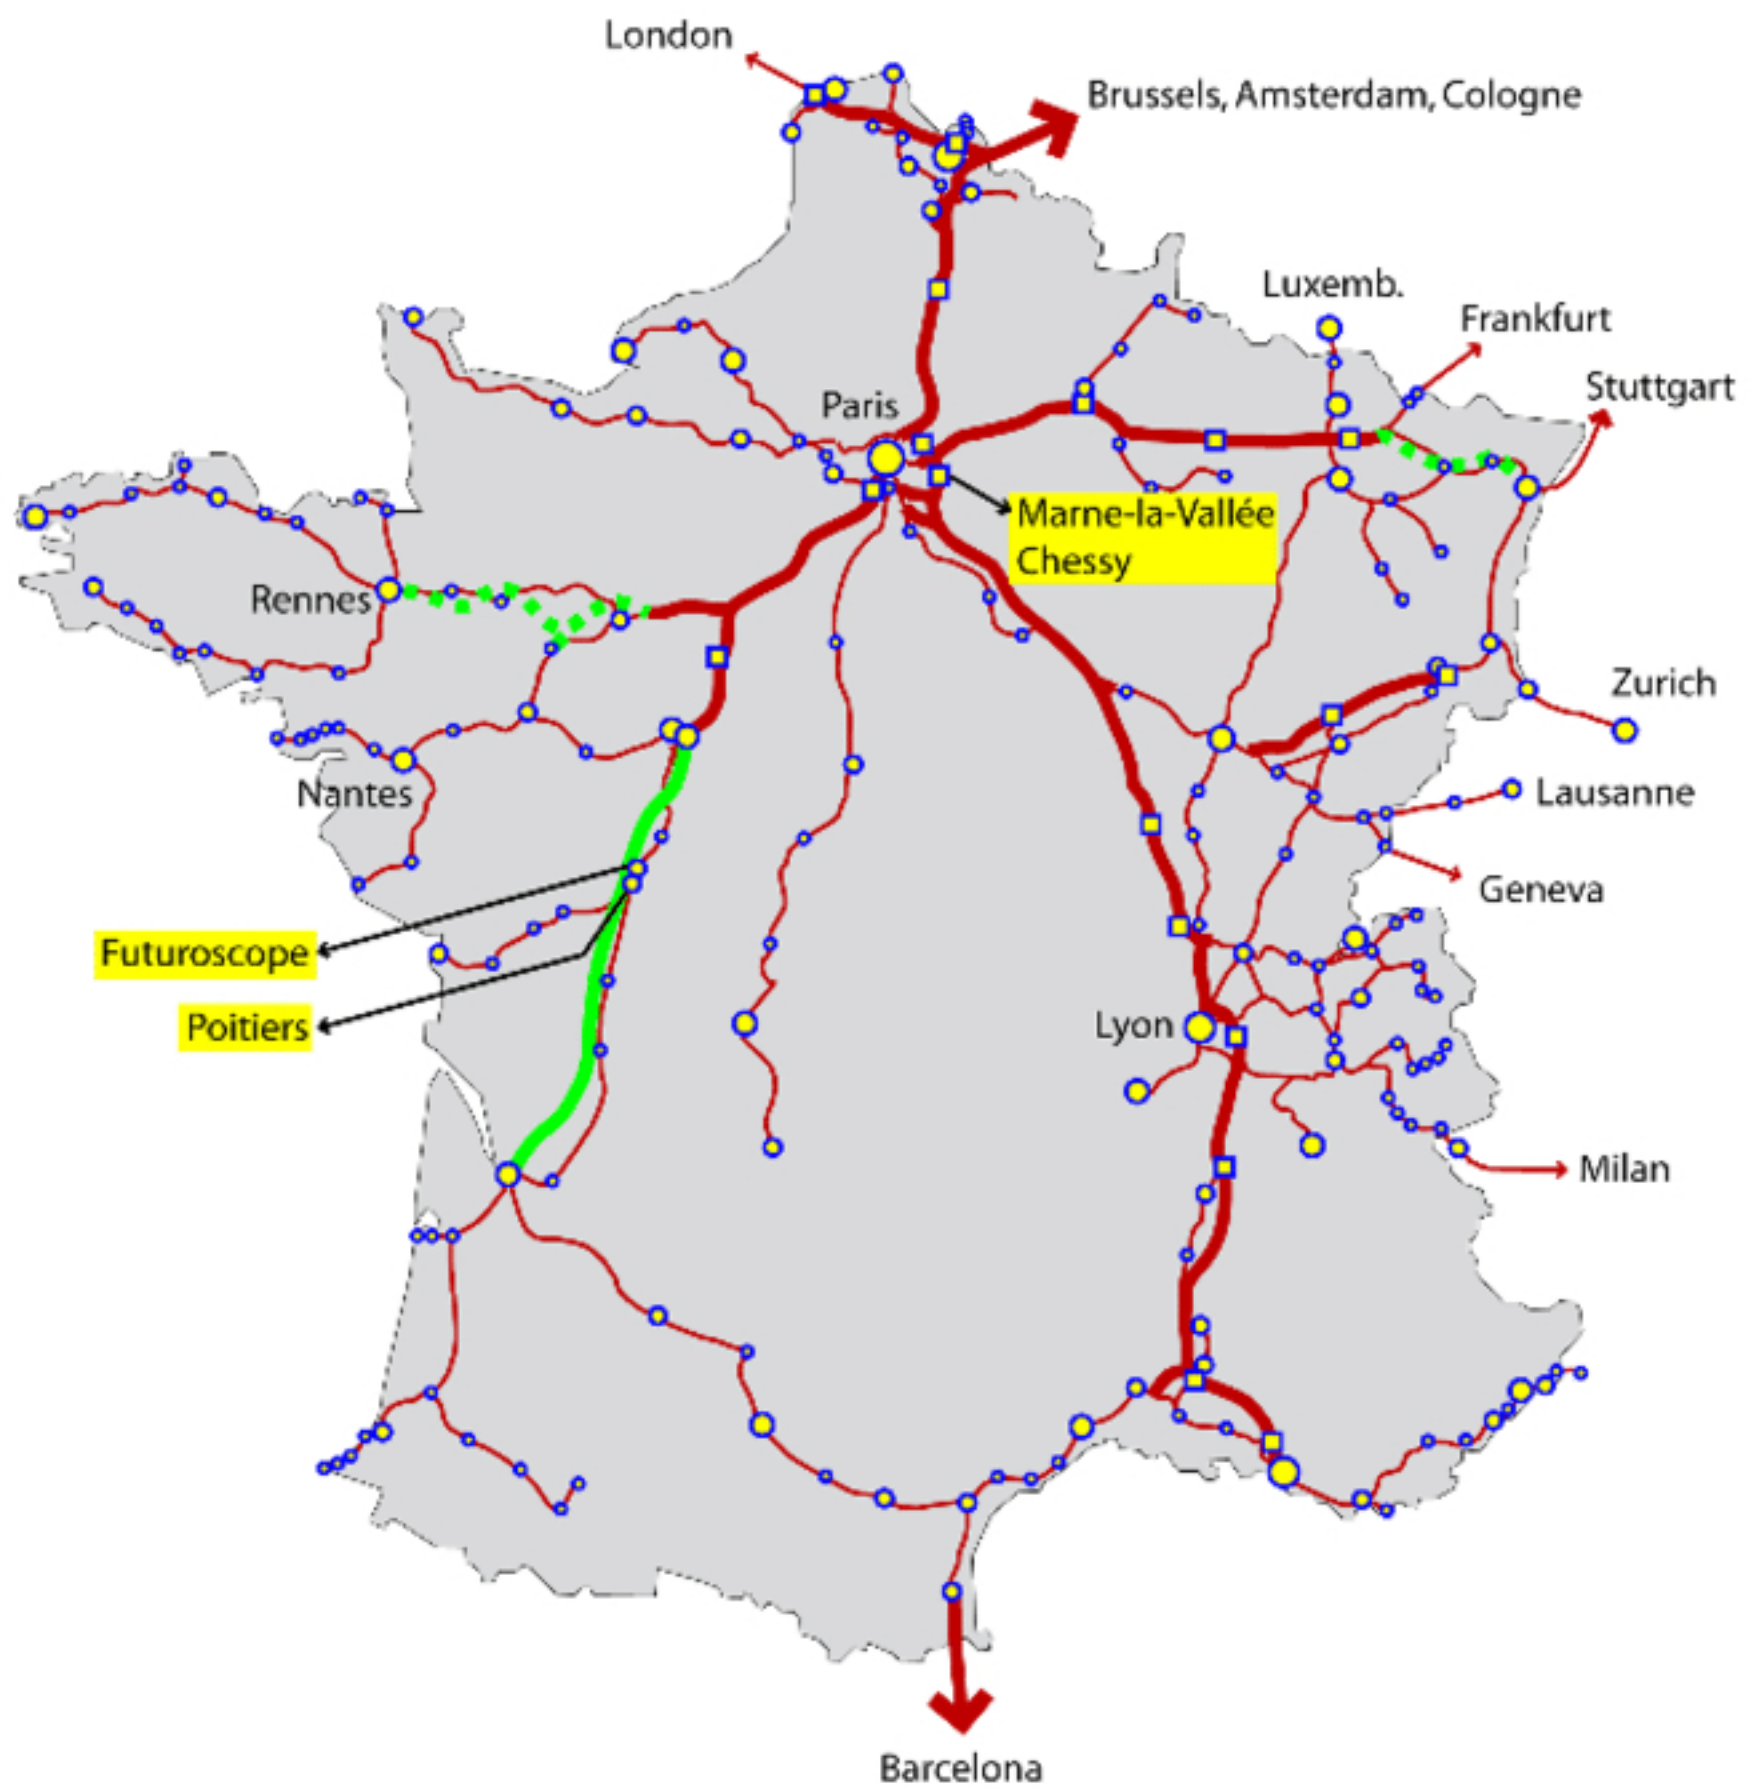 London
Brussels, Amsterdam, Cologne
Luxemb.
Frankfurt
Stuttgart
Paris
Marne-la-Vallée
Chessy
Rennes
Zurich
Nantes
Lausanne
Geneva
Futuroscope
Poitiers
Lyon
Milan
Barcelona